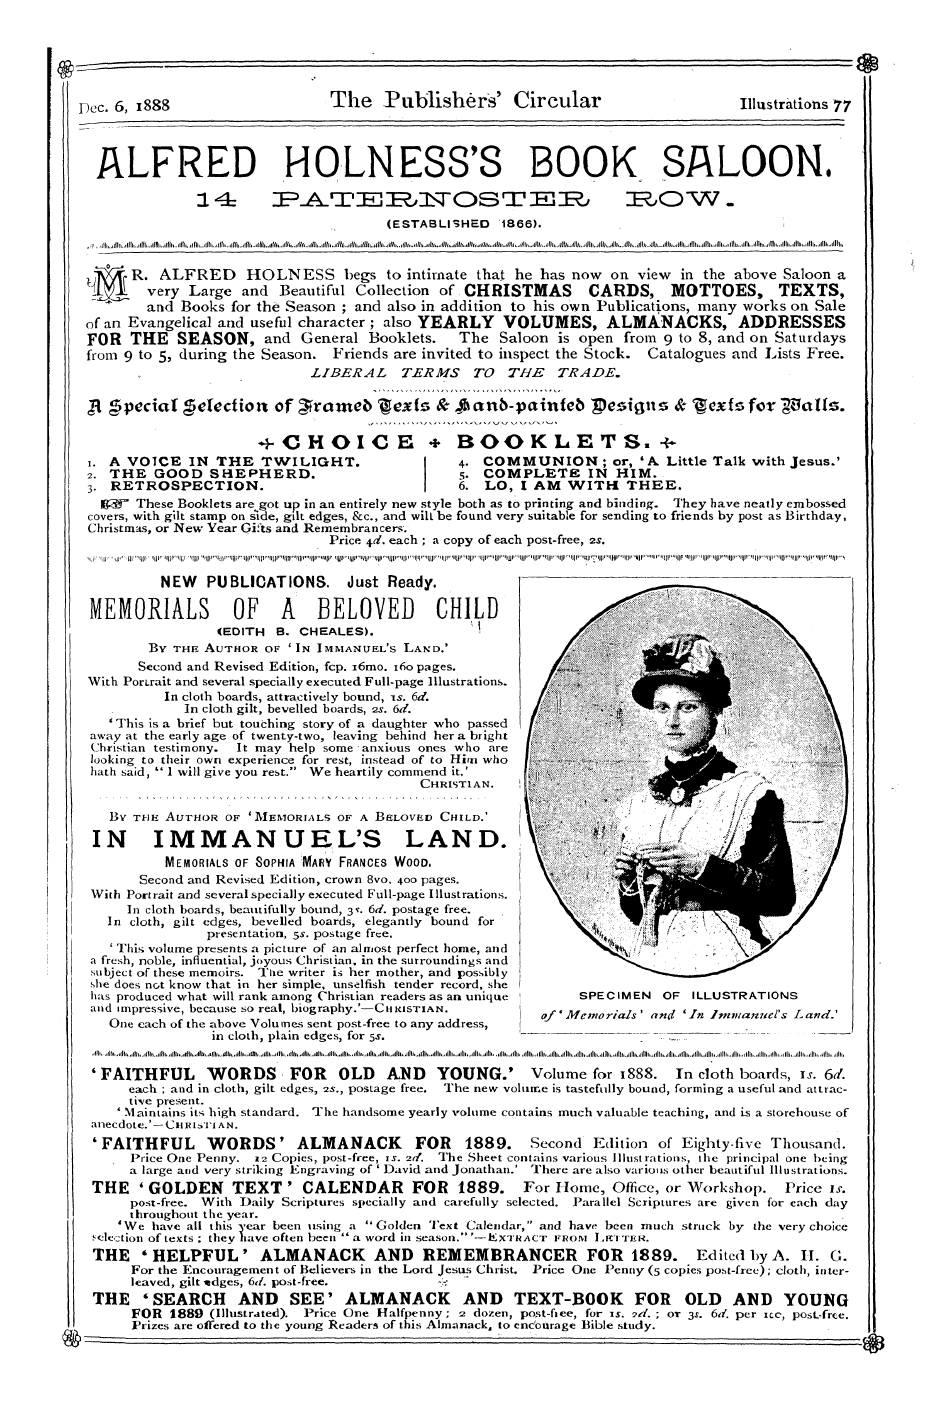 Dec. 6, 1888
The Publishers' Circular
Illustrations 77
ALFRED HOLNESS'S BOOK SALOON,
14 PATERNOSTER ROW.
(ESTABLISHED 1866).
MR. ALFRED HOLNESS begs to intimate that he has now on view in the above Saloon a
very Large and Beautiful Collection of CHRISTMAS CARDS, MOTTOES, TEXTS,
and Books for the Season ; and also in addition to his own Publications, many works on Sale
of an Evangelical and useful character ; also YEARLY VOLUMES, ALMANACKS, ADDRESSES
FOR THE SEASON, and General Booklets. The Saloon is open from 9 to 8, and on Saturdays
from 9 to 5, during the Season. Friends are invited to inspect the Stock. Catalogues and Lists Free.
LIBERAL TERMS TO THE TRADE.
A Special Selection of Framed Texts & Hand-painted Designs & Texts for Walls.
CHOICE + BOOKLETS.
1. A VOICE IN THE TWILIGHT.
2. THE GOOD SHEPHERD.
3. RETROSPECTION.
4. COMMUNION ; or, 'A Little Talk with Jesus.'
5. COMPLETE IN HIM.
6. LO, I AM WITH THEE.
☞ These Booklets are got up in an entirely new style both as to printing and binding. They have neatly embossed
covers, with gilt stamp on side, gilt edges, &c., and will be found very suitable for sending to friends by post as Birthday,
Christmas, or New Year Gifts and Remembrancers.
Price 4d. each ; a copy of each post-free, 2s.
NEW PUBLICATIONS. Just Ready.
MEMORIALS OF A BELOVED CHILD
(EDITH B. CHEALES).
BY THE AUTHOR OF 'IN IMMANUEL'S LAND.'
Second and Revised Edition, fcp. 16mo. 160 pages.
With Portrait and several specially executed Full-page Illustrations.
In cloth boards, attractively bound, 1s. 6d.
In cloth gilt, bevelled boards, 2s. 6d.
'This is a brief but touching story of a daughter who passed
away at the early age of twenty-two, leaving behind her a bright
Christian testimony. It may help some anxious ones who are
looking to their own experience for rest, instead of to Him who
hath said, "I will give you rest." We heartily commend it.'
CHRISTIAN.
BY THE AUTHOR OF 'MEMORIALS OF A BELOVED CHILD.'
IN IMMANUEL'S LAND.
MEMORIALS OF SOPHIA MARY FRANCES WOOD.
Second and Revised Edition, crown 8vo. 400 pages.
With Portrait and several specially executed Full-page Illustrations.
In cloth boards, beautifully bound, 3s. 6d. postage free.
In cloth, gilt edges, bevelled boards, elegantly bound for
presentation, 5s. postage free.
'This volume presents a picture of an almost perfect home, and
a fresh, noble, influential, joyous Christian, in the surroundings and
subject of these memoirs. The writer is her mother, and possibly
she does not know that in her simple, unselfish tender record, she
has produced what will rank among Christian readers as an unique
and impressive, because so real, biography.'—CHRISTIAN.
One each of the above Volumes sent post-free to any address,
in cloth, plain edges, for 5s.
SPECIMEN OF ILLUSTRATIONS
of 'Memorials' and 'In Immanuel's Land.'
'FAITHFUL WORDS FOR OLD AND YOUNG.' Volume for 1888. In cloth boards, 1s. 6d.
each ; and in cloth, gilt edges, 2s., postage free. The new volume is tastefully bound, forming a useful and attrac-
tive present.
'Maintains its high standard. The handsome yearly volume contains much valuable teaching, and is a storehouse of
anecdote.'—CHRISTIAN.
'FAITHFUL WORDS' ALMANACK FOR 1889. Second Edition of Eighty-five Thousand.
Price One Penny. 12 Copies, post-free, 1s. 2d. The Sheet contains various Illustrations, the principal one being
a large and very striking Engraving of 'David and Jonathan.' There are also various other beautiful Illustrations.
THE 'GOLDEN TEXT' CALENDAR FOR 1889. For Home, Office, or Workshop. Price 1s.
post-free. With Daily Scriptures specially and carefully selected. Parallel Scriptures are given for each day
throughout the year.
'We have all this year been using a "Golden Text Calendar," and have been much struck by the very choice
selection of texts ; they have often been "a word in season."'—EXTRACT FROM LETTER.
THE 'HELPFUL' ALMANACK AND REMEMBRANCER FOR 1889. Edited by A. H. G.
For the Encouragement of Believers in the Lord Jesus Christ. Price One Penny (5 copies post-free) ; cloth, inter-
leaved, gilt edges, 6d. post-free.
THE 'SEARCH AND SEE' ALMANACK AND TEXT-BOOK FOR OLD AND YOUNG
FOR 1889 (Illustrated). Price One Halfpenny ; 2 dozen, post-free, for 1s. 2d. ; or 3s. 6d. per 100, post-free.
Prizes are offered to the young Readers of this Almanack, to encourage Bible study.